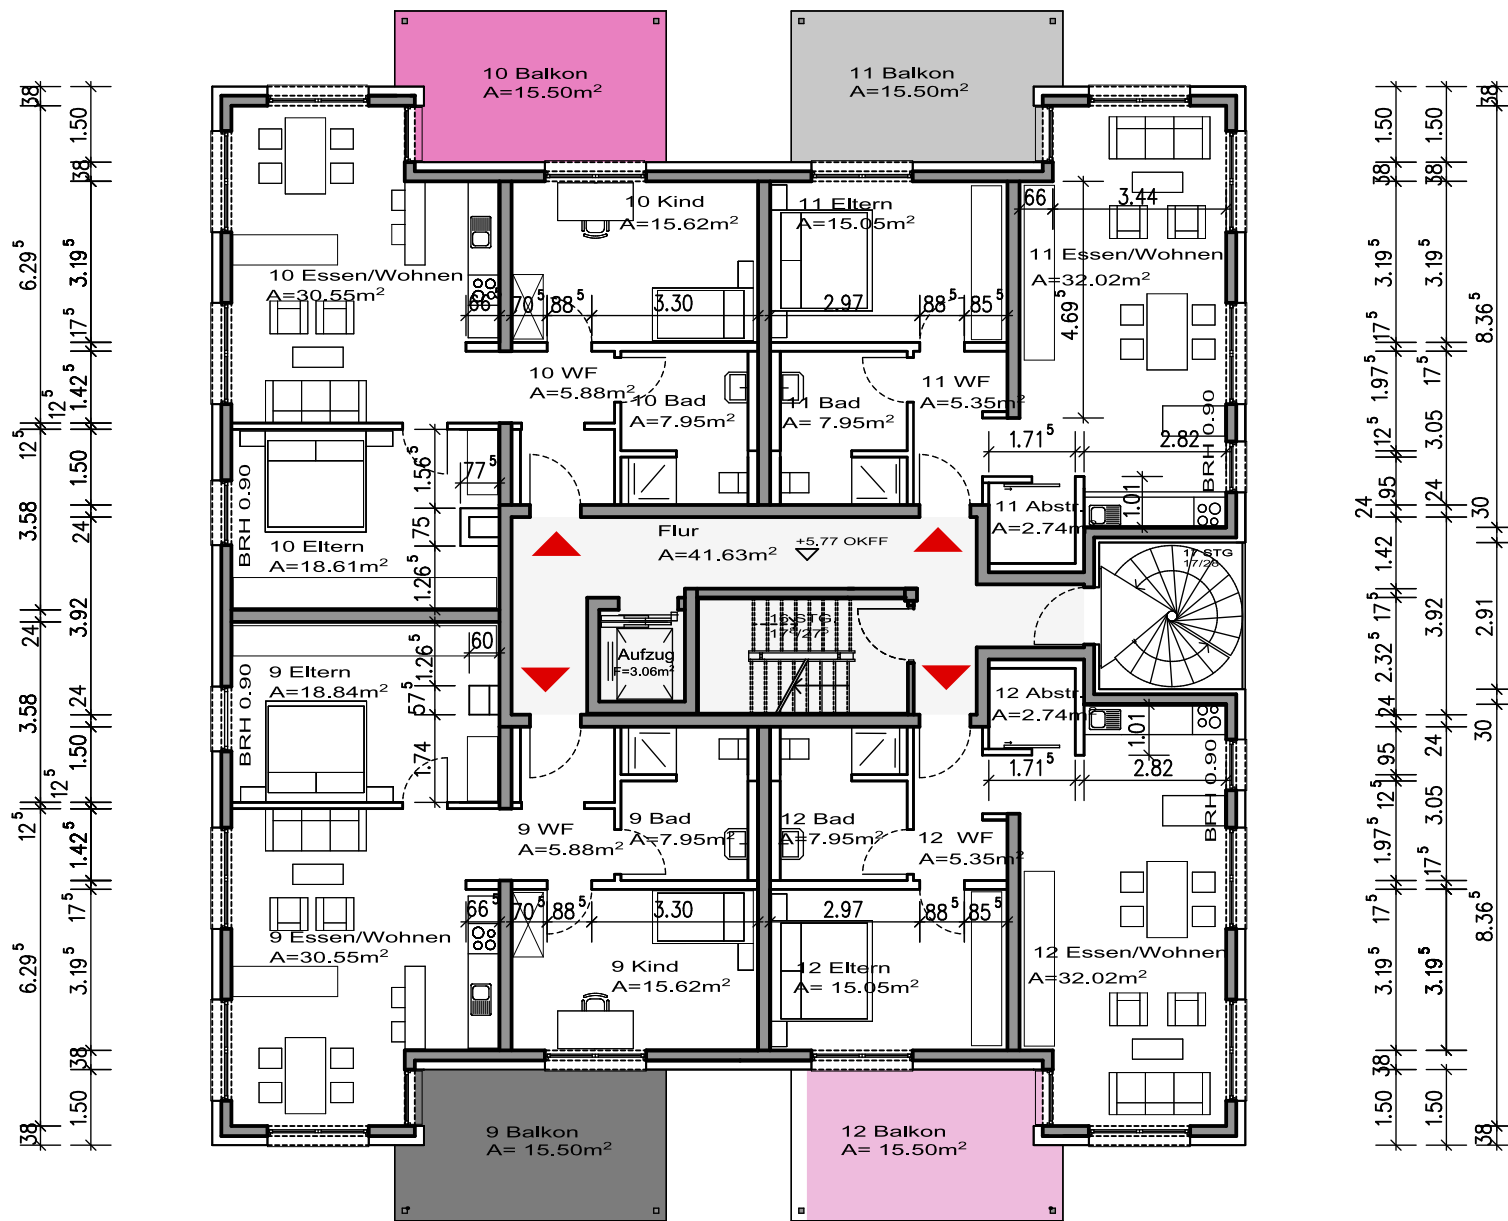 10 Balkon
A=15.50m²
11 Balkon
A=15.50m²
10 Kind
A=15.62m²
11 Eltern
A=15.05m²
66
3.44
10 Essen/Wohnen
A=30.55m²
11 Essen/Wohnen
A=32.02m²
66⁵
70⁵
88⁵
3.30
2.97
88⁵
85⁵
4.69⁵
10 WF
A=5.88m²
11 WF
A=5.35m²
10 Bad
A=7.95m²
11 Bad
A= 7.95m²
1.71⁵
2.82
BRH 0.90
BRH 0.90
77⁵
1.56⁵
75
1.26⁵
1.01
11 Abstr.
A=2.74m²
10 Eltern
A=18.61m²
Flur
A=41.63m²
+5.77 OKFF
17 STG
17/28
16 STG
17⁵/27⁵
Aufzug
F=3.06m²
9 Eltern
A=18.84m²
BRH 0.90
60
1.26⁵
57⁵
1.74
12 Abstr.
A=2.74m²
1.01
1.71⁵
2.82
BRH 0.90
9 WF
A=5.88m²
9 Bad
A=7.95m²
12 Bad
A=7.95m²
12 WF
A=5.35m²
66⁵
70⁵
88⁵
3.30
2.97
88⁵
85⁵
9 Essen/Wohnen
A=30.55m²
9 Kind
A=15.62m²
12 Eltern
A= 15.05m²
12 Essen/Wohnen
A=32.02m²
9 Balkon
A= 15.50m²
12 Balkon
A= 15.50m²
38
6.29⁵
12⁵
3.58
24
3.58
12⁵
6.29⁵
38
12⁵
3.92
12⁵
1.50
38
3.19⁵
17⁵
1.42⁵
1.50
24
24
1.50
1.42⁵
17⁵
3.19⁵
38
1.50
24
1.50
38
3.19⁵
17⁵
1.97⁵
12⁵
95
1.42
17⁵
2.32⁵
24
95
12⁵
1.97⁵
17⁵
3.19⁵
38
1.50
1.50
38
3.19⁵
17⁵
3.05
24
3.92
24
3.05
17⁵
3.19⁵
1.50
38
8.36⁵
30
2.91
30
8.36⁵
38